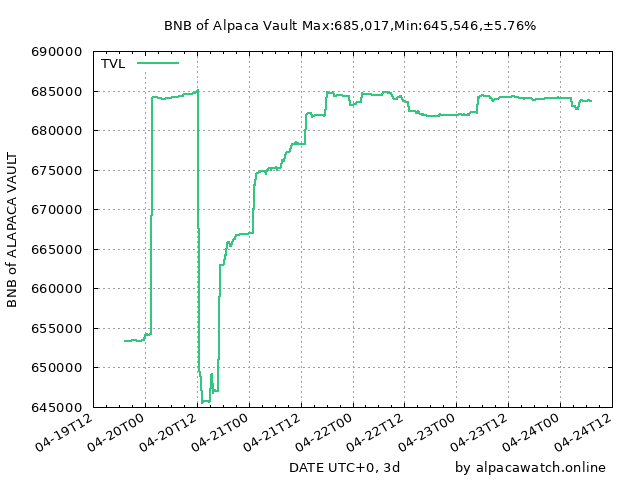 BNB of Alpaca Vault Max:685,017,Min:645,546,±5.76%
TVL
690000
685000
680000
675000
670000
665000
660000
655000
650000
645000
BNB of ALAPACA VAULT
04-19T12
04-20T00
04-20T12
04-21T00
04-21T12
04-22T00
04-22T12
04-23T00
04-23T12
04-24T00
04-24T12
DATE UTC+0, 3d
by alpacawatch.online